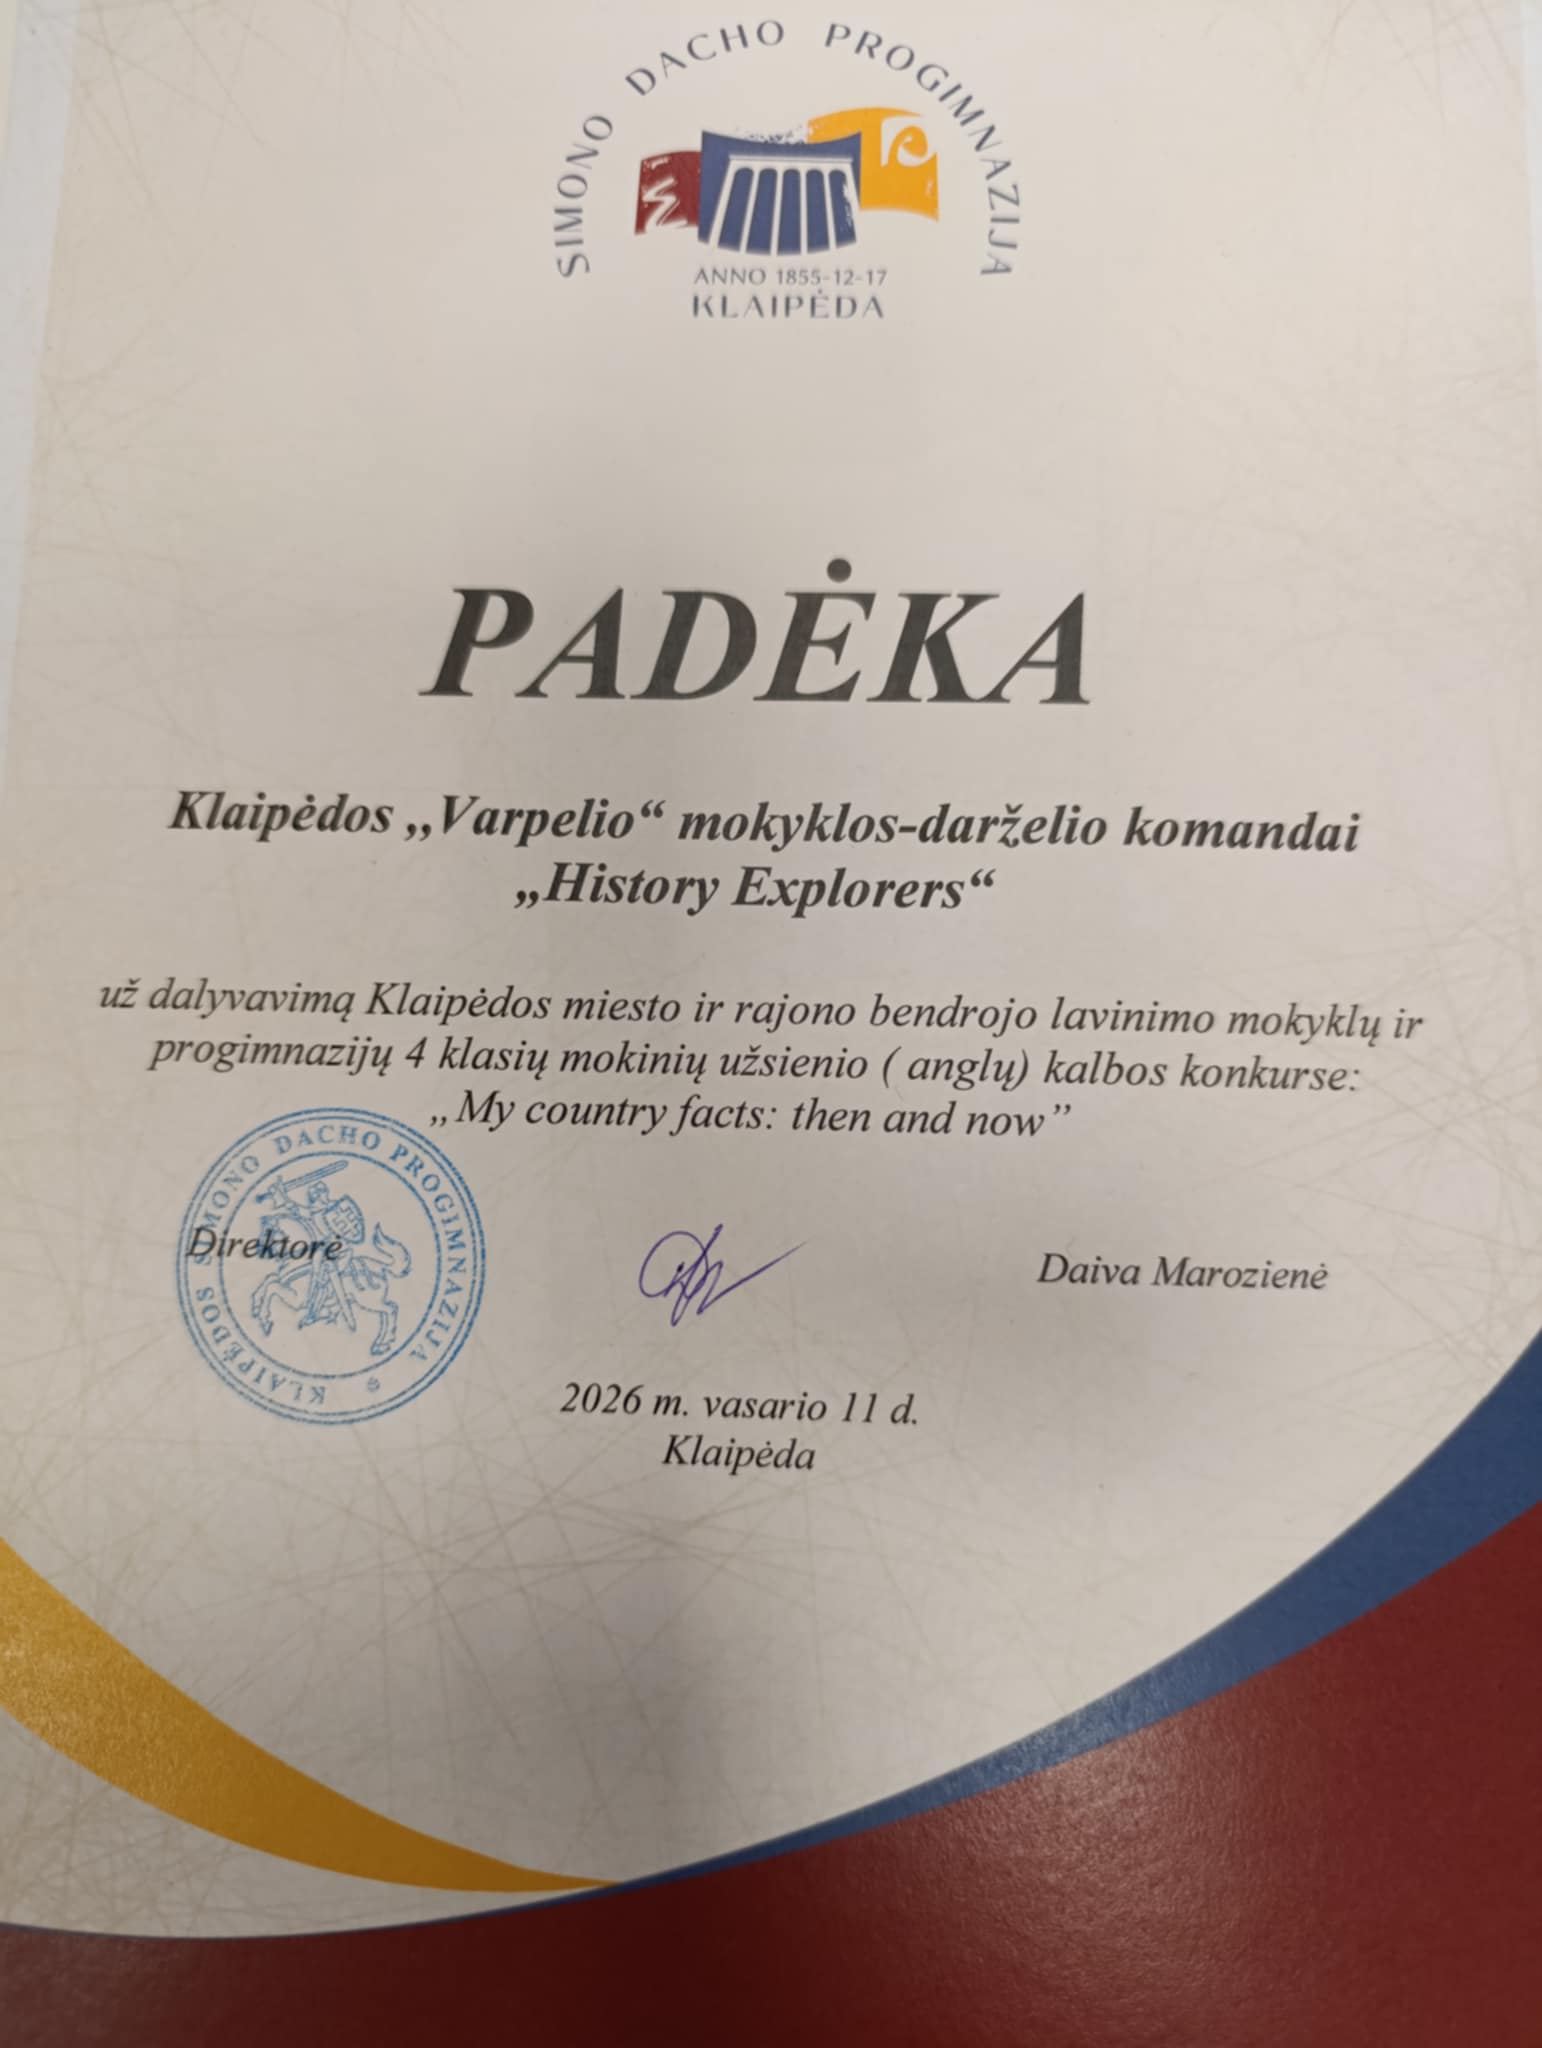 SIMONO DACHO PROGIMNAZIJA
ANNO 1855-12-17
KLAIPĖDA
PADĖKA
Klaipėdos „Varpelio“ mokyklos-darželio komandai
„History Explorers“
už dalyvavimą Klaipėdos miesto ir rajono bendrojo lavinimo mokyklų ir
progimnazijų 4 klasių mokinių užsienio ( anglų) kalbos konkurse:
„My country facts: then and now”
KLAIPĖDOS SIMONO DACHO PROGIMNAZIJA
Direktorė
Daiva Marozienė
2026 m. vasario 11 d.
Klaipėda